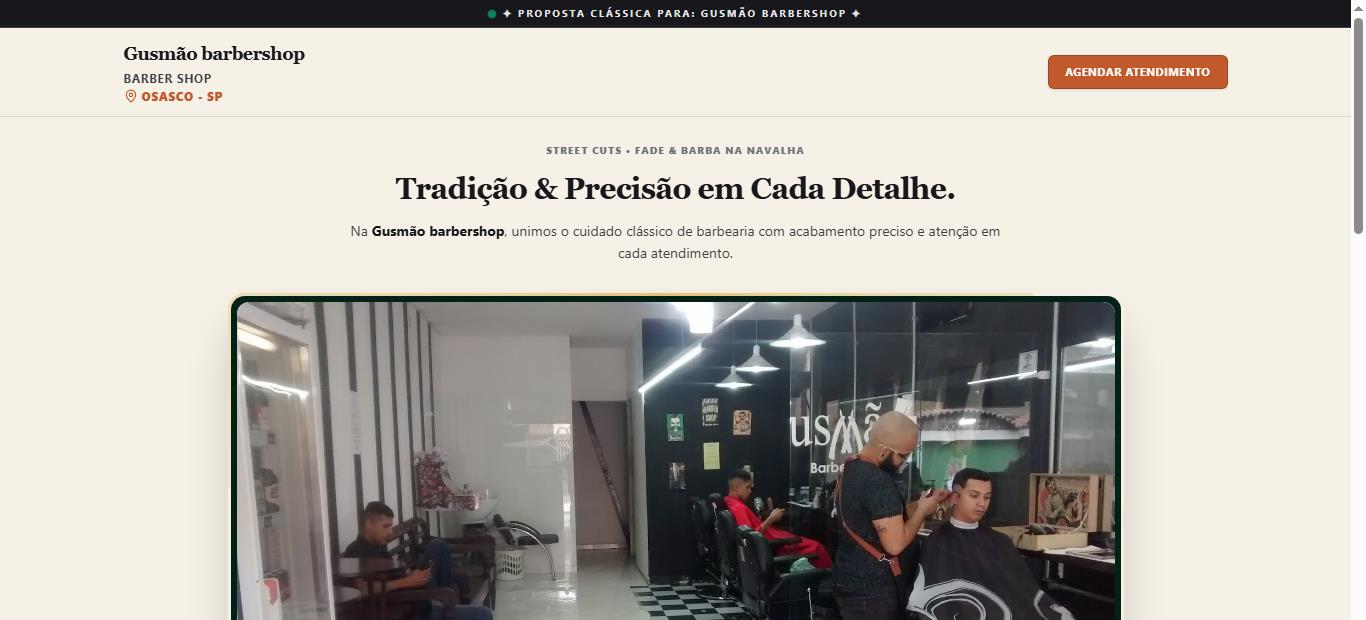 ✦ PROPOSTA CLÁSSICA PARA: GUSMÃO BARBERSHOP ✦
Gusmão barbershop
BARBER SHOP
OSASCO - SP
AGENDAR ATENDIMENTO
STREET CUTS • FADE & BARBA NA NAVALHA
Tradição & Precisão em Cada Detalhe.
Na Gusmão barbershop, unimos o cuidado clássico de barbearia com acabamento preciso e atenção em
cada atendimento.
usmã
Barbe